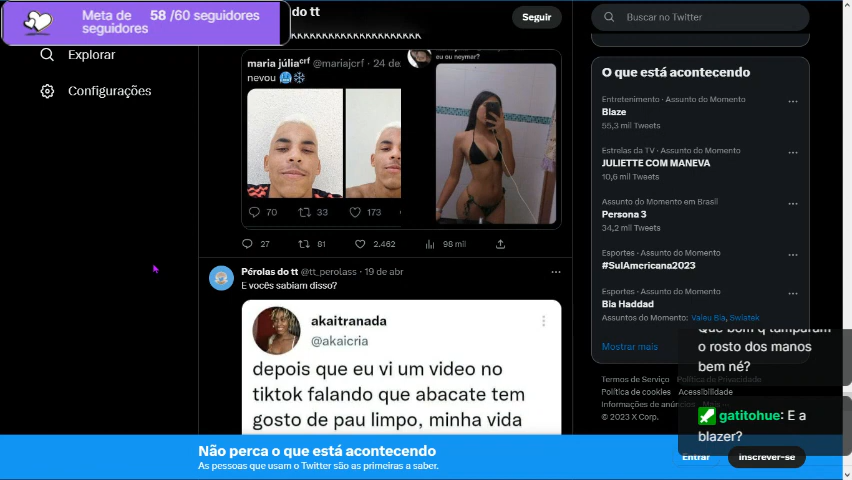 Meta de seguidores
58 /60 seguidores
Explorar
Configurações
do tt
Seguir
maria júliaᶜʳᶠ @mariajcrf · 24 de
nevou 🥶❄️
eu ou neymar?
70 33 173
27 81 2.462 98 mil
Pérolas do tt @tt_perolass · 19 de abr
E vocês sabiam disso?
akaitranada
@akaicria
depois que eu vi um video no
tiktok falando que abacate tem
gosto de pau limpo, minha vida
Buscar no Twitter
O que está acontecendo
Entretenimento · Assunto do Momento
Blaze
55,3 mil Tweets
Estrelas da TV · Assunto do Momento
JULIETTE COM MANEVA
10,6 mil Tweets
Assunto do Momento em Brasil
Persona 3
34,2 mil Tweets
Esportes · Assunto do Momento
#SulAmericana2023
Esportes · Assunto do Momento
Bia Haddad
Assuntos do Momento: Valeu Bia, Swiatek
Mostrar mais
Termos de Serviço Política de Privacidade
Política de cookies Acessibilidade
Informações de anúncios Mais
© 2023 X Corp.
Que bom q tamparam
o rosto dos manos
bem né?
gatitohue: E a
blazer?
Não perca o que está acontecendo
As pessoas que usam o Twitter são as primeiras a saber.
Entrar
Inscrever-se